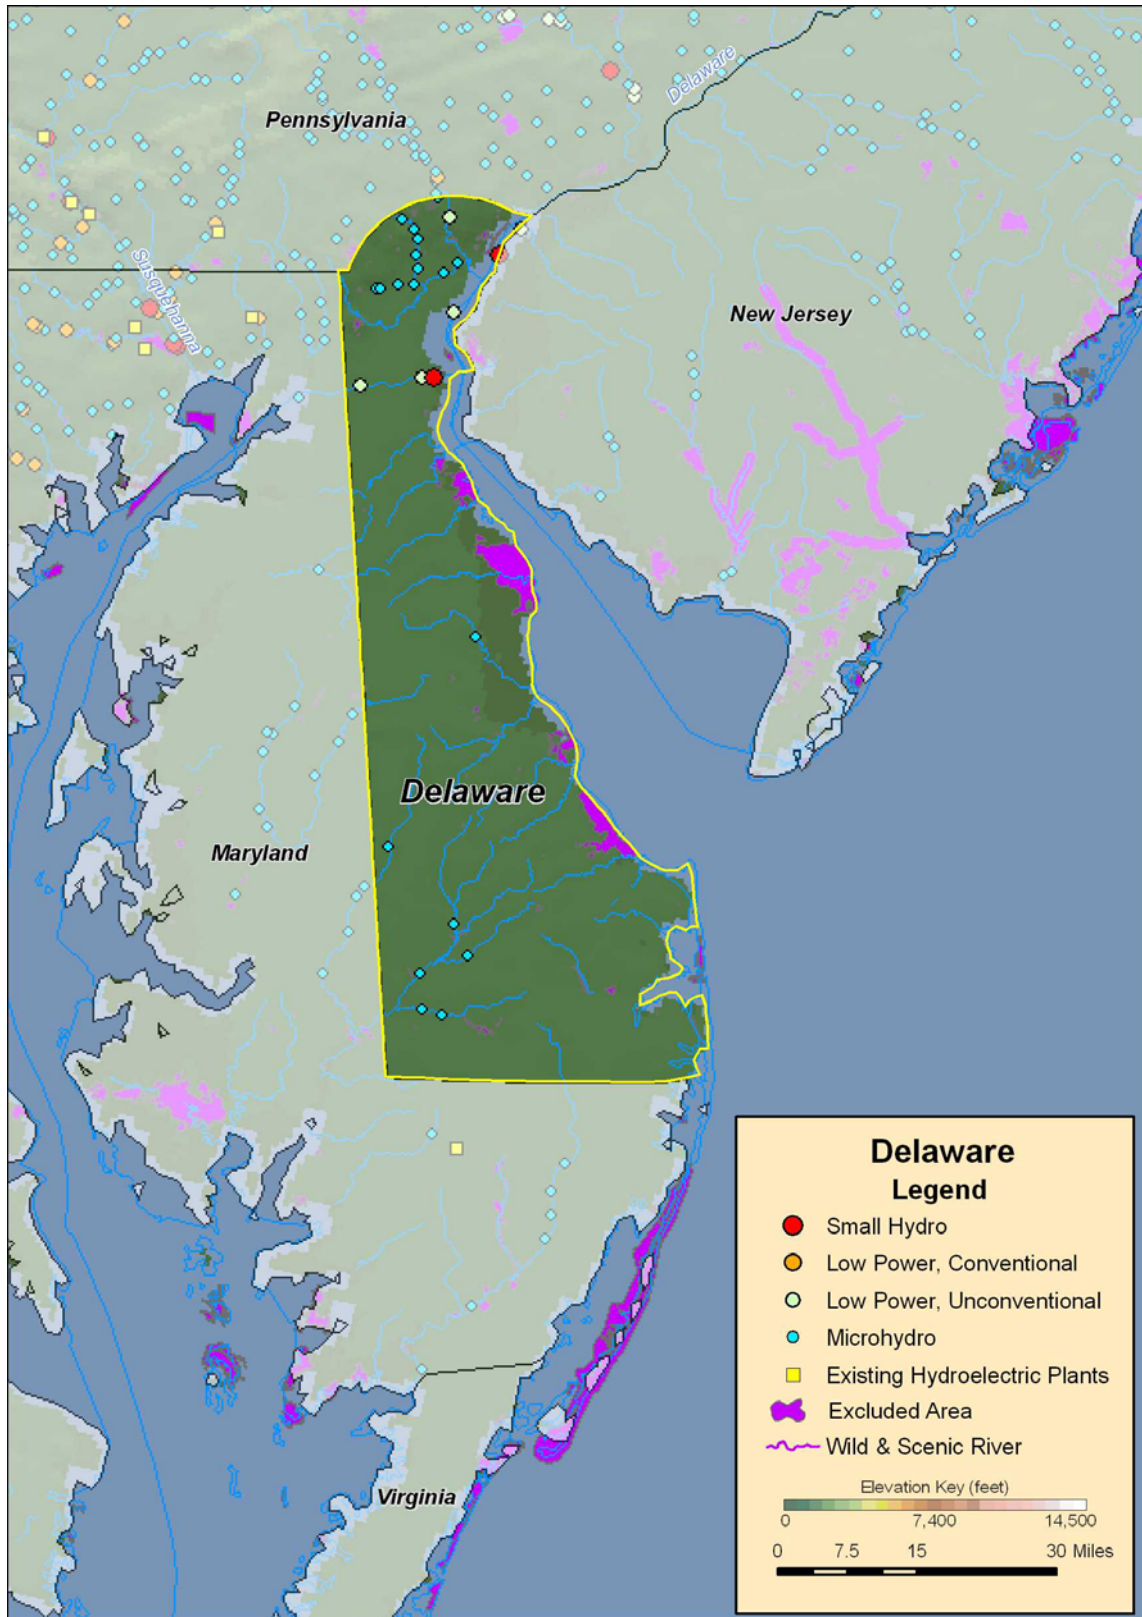 Delaware
Pennsylvania
Susquehanna
New Jersey
Delaware
Maryland
Virginia
Delaware
Legend
Small Hydro
Low Power, Conventional
Low Power, Unconventional
Microhydro
Existing Hydroelectric Plants
Excluded Area
Wild & Scenic River
Elevation Key (feet)
0 7,400 14,500
0 7.5 15 30 Miles